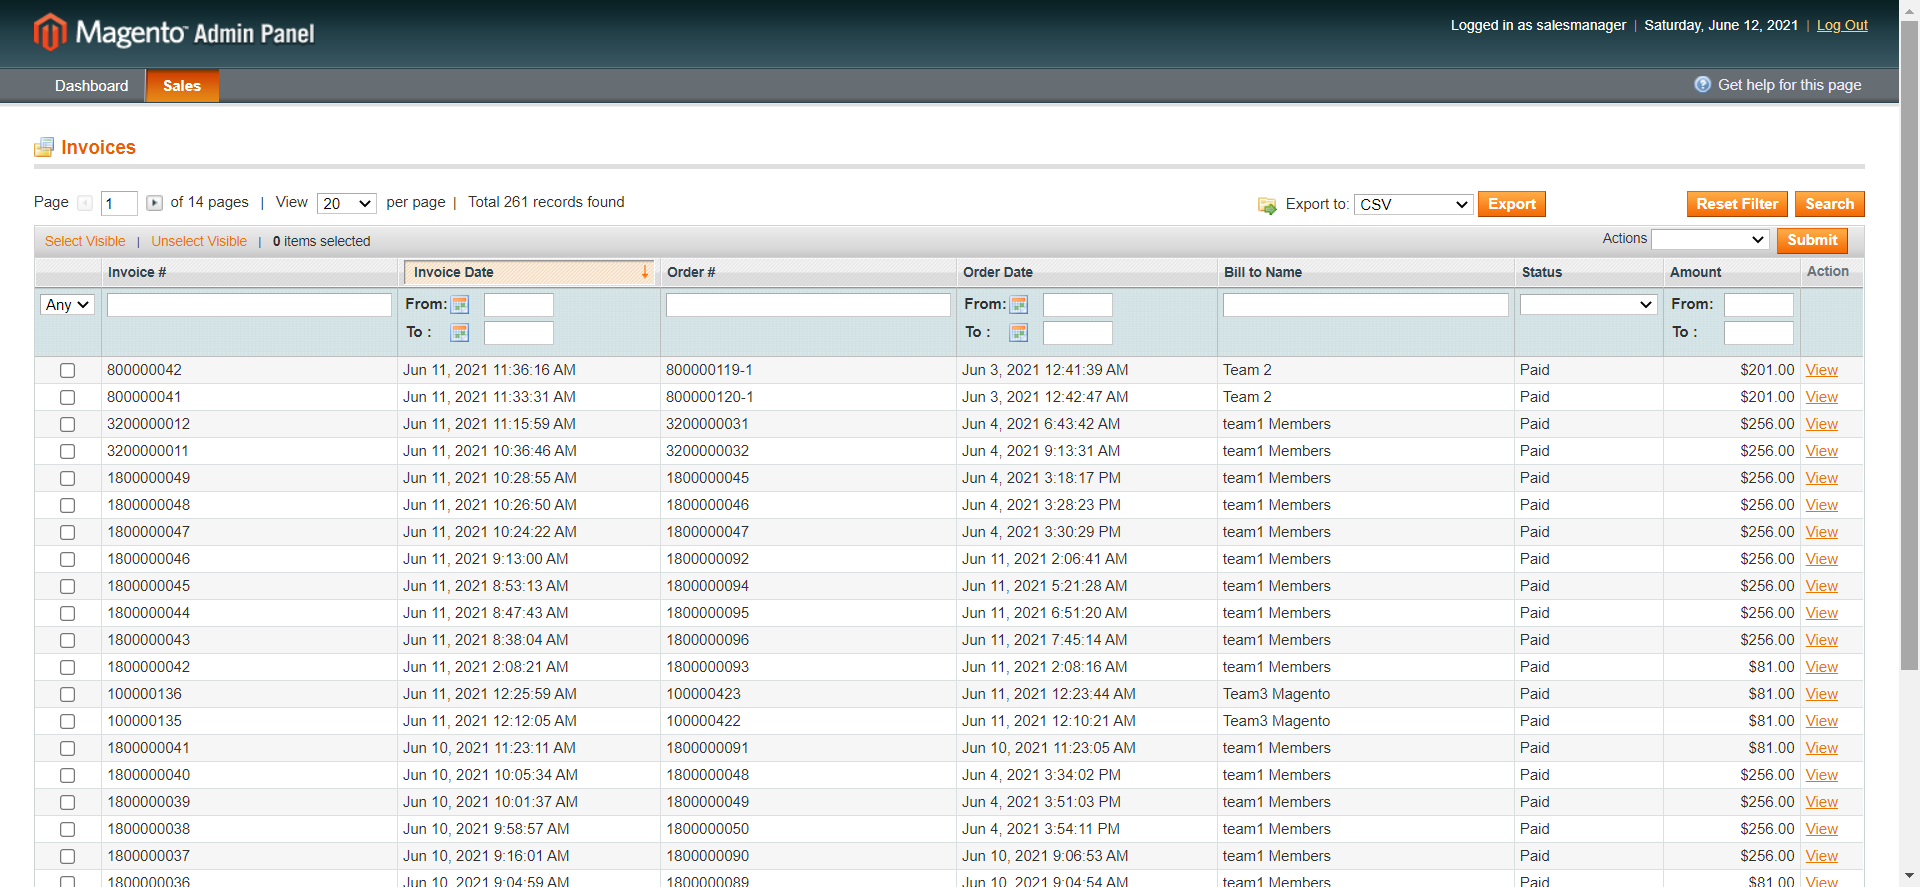 Magento™ Admin Panel
Logged in as salesmanager | Saturday, June 12, 2021 | Log Out
Dashboard Sales Get help for this page
Invoices
Page 1 of 14 pages | View 20 per page | Total 261 records found Export to: CSV Export Reset Filter Search
Select Visible | Unselect Visible | 0 items selected Actions Submit
Invoice # Invoice Date Order # Order Date Bill to Name Status Amount Action
Any From: From: From:
To : To : To :
800000042 Jun 11, 2021 11:36:16 AM 800000119-1 Jun 3, 2021 12:41:39 AM Team 2 Paid $201.00 View
800000041 Jun 11, 2021 11:33:31 AM 800000120-1 Jun 3, 2021 12:42:47 AM Team 2 Paid $201.00 View
3200000012 Jun 11, 2021 11:15:59 AM 3200000031 Jun 4, 2021 6:43:42 AM team1 Members Paid $256.00 View
3200000011 Jun 11, 2021 10:36:46 AM 3200000032 Jun 4, 2021 9:13:31 AM team1 Members Paid $256.00 View
1800000049 Jun 11, 2021 10:28:55 AM 1800000045 Jun 4, 2021 3:18:17 PM team1 Members Paid $256.00 View
1800000048 Jun 11, 2021 10:26:50 AM 1800000046 Jun 4, 2021 3:28:23 PM team1 Members Paid $256.00 View
1800000047 Jun 11, 2021 10:24:22 AM 1800000047 Jun 4, 2021 3:30:29 PM team1 Members Paid $256.00 View
1800000046 Jun 11, 2021 9:13:00 AM 1800000092 Jun 11, 2021 2:06:41 AM team1 Members Paid $256.00 View
1800000045 Jun 11, 2021 8:53:13 AM 1800000094 Jun 11, 2021 5:21:28 AM team1 Members Paid $256.00 View
1800000044 Jun 11, 2021 8:47:43 AM 1800000095 Jun 11, 2021 6:51:20 AM team1 Members Paid $256.00 View
1800000043 Jun 11, 2021 8:38:04 AM 1800000096 Jun 11, 2021 7:45:14 AM team1 Members Paid $256.00 View
1800000042 Jun 11, 2021 2:08:21 AM 1800000093 Jun 11, 2021 2:08:16 AM team1 Members Paid $81.00 View
100000136 Jun 11, 2021 12:25:59 AM 100000423 Jun 11, 2021 12:23:44 AM Team3 Magento Paid $81.00 View
100000135 Jun 11, 2021 12:12:05 AM 100000422 Jun 11, 2021 12:10:21 AM Team3 Magento Paid $81.00 View
1800000041 Jun 10, 2021 11:23:11 AM 1800000091 Jun 10, 2021 11:23:05 AM team1 Members Paid $81.00 View
1800000040 Jun 10, 2021 10:05:34 AM 1800000048 Jun 4, 2021 3:34:02 PM team1 Members Paid $256.00 View
1800000039 Jun 10, 2021 10:01:37 AM 1800000049 Jun 4, 2021 3:51:03 PM team1 Members Paid $256.00 View
1800000038 Jun 10, 2021 9:58:57 AM 1800000050 Jun 4, 2021 3:54:11 PM team1 Members Paid $256.00 View
1800000037 Jun 10, 2021 9:16:01 AM 1800000090 Jun 10, 2021 9:06:53 AM team1 Members Paid $256.00 View
1800000036 Jun 10, 2021 9:04:59 AM 1800000089 Jun 10, 2021 9:04:54 AM team1 Members Paid $81.00 View